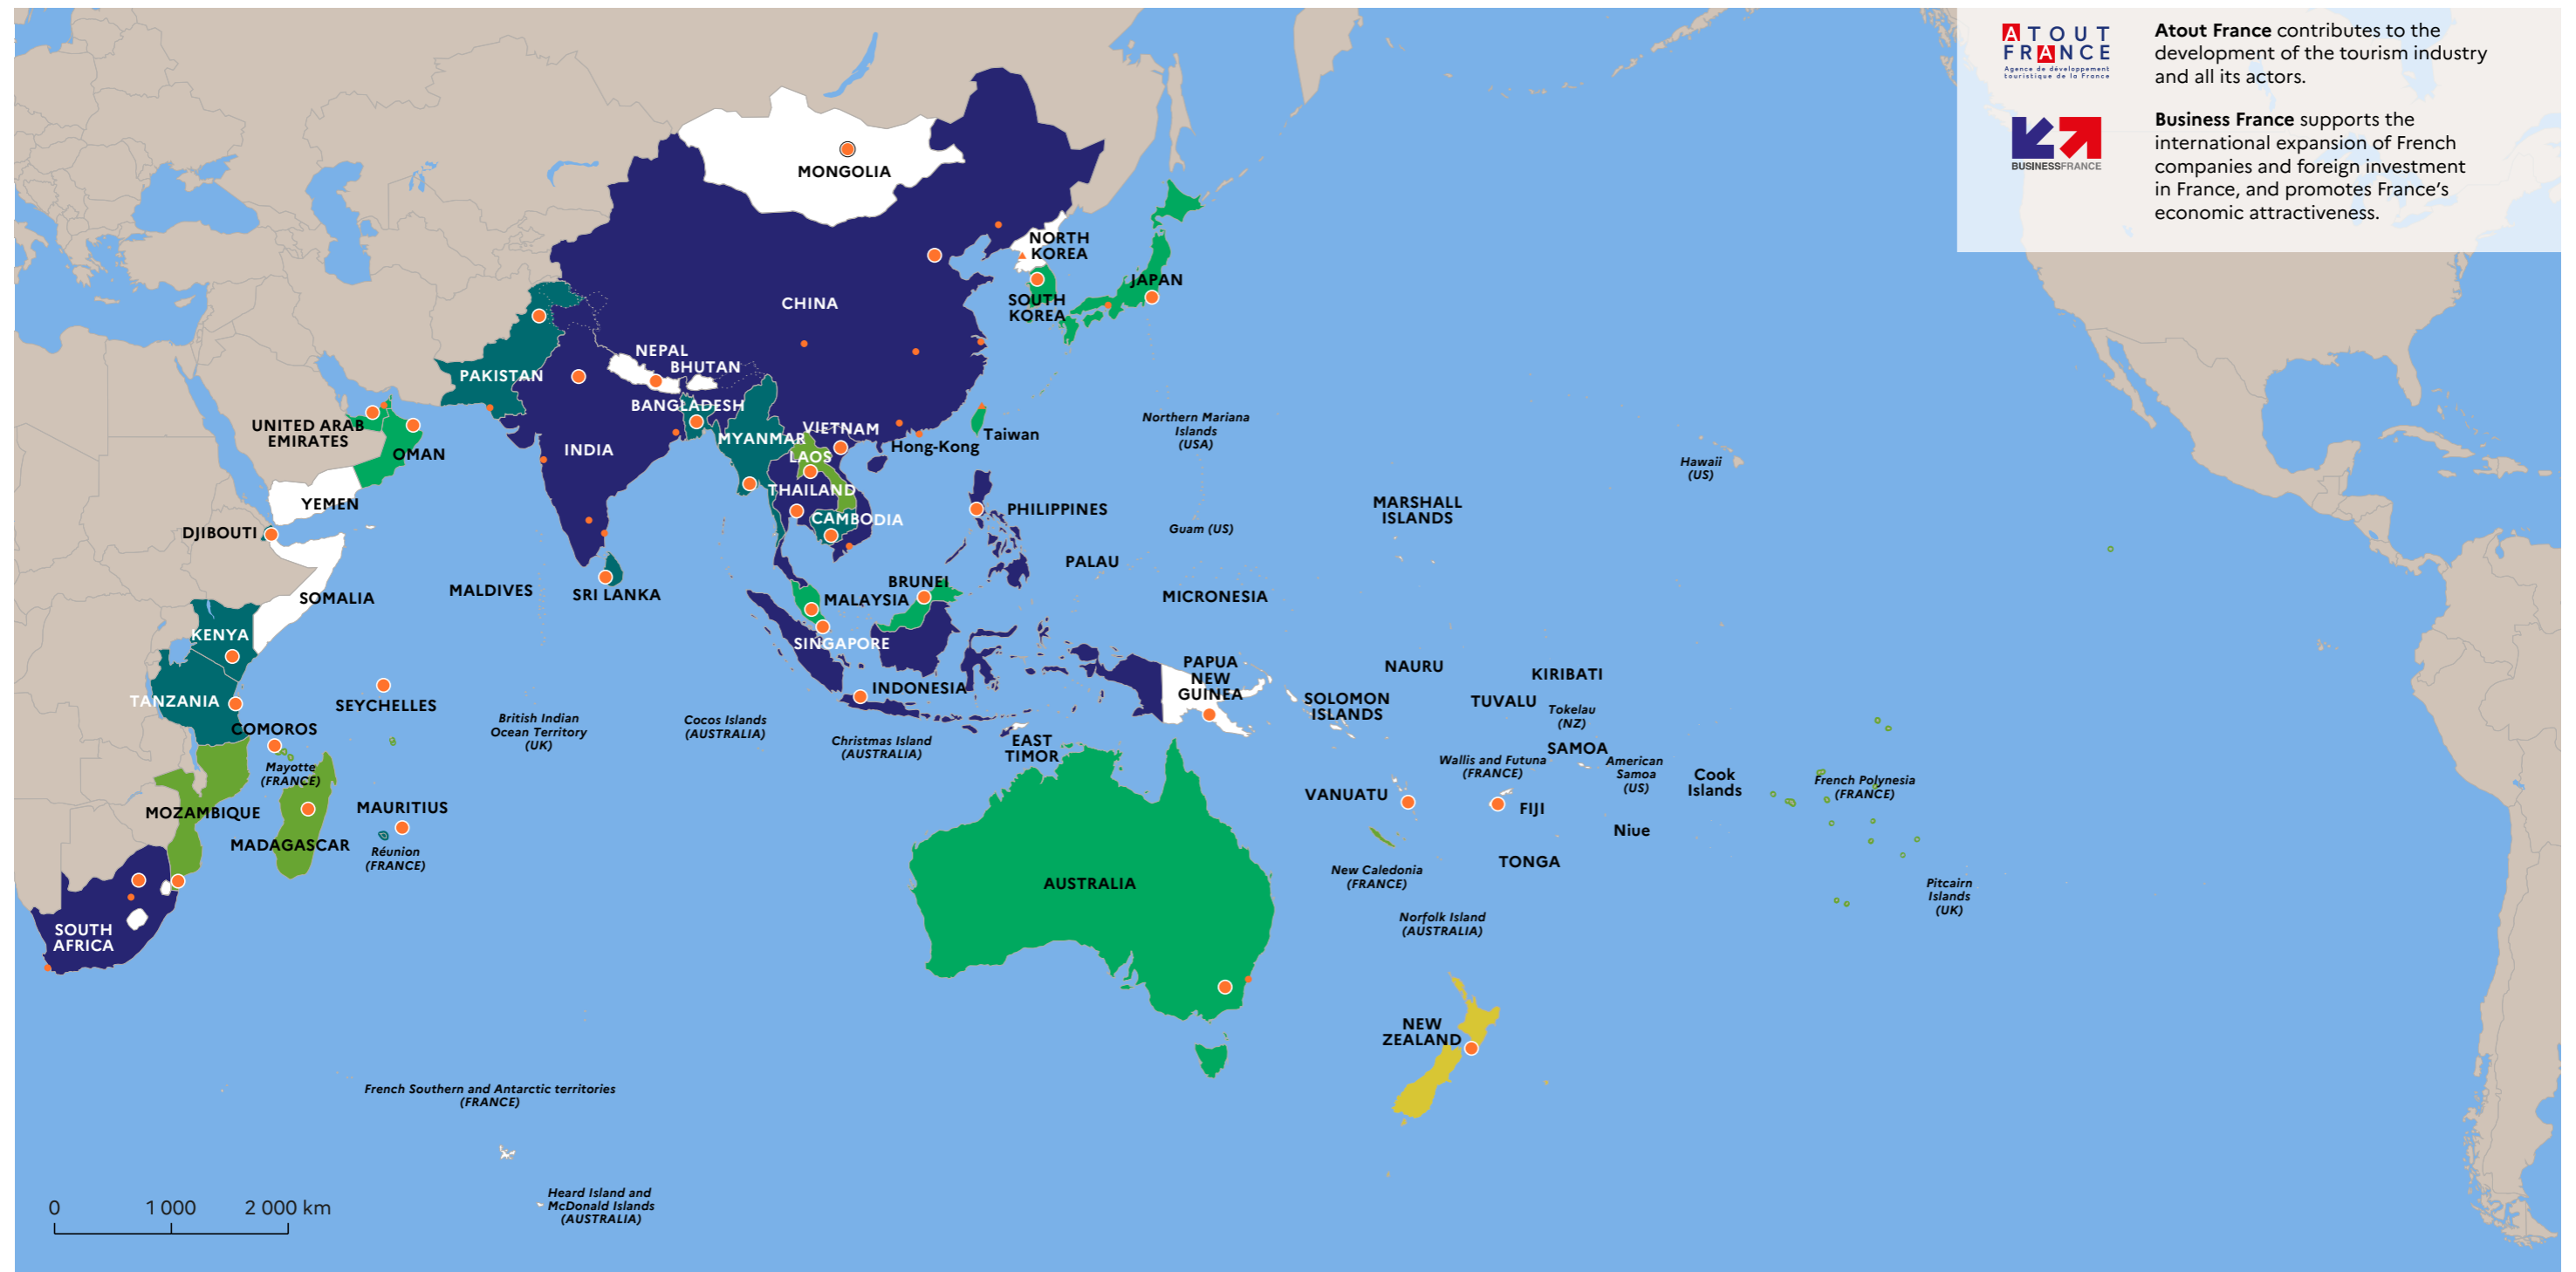 ATOUT
FRANCE
Agence de développement
touristique de la France
Atout France contributes to the
development of the tourism industry
and all its actors.
BUSINESSFRANCE
Business France supports the
international expansion of French
companies and foreign investment
in France, and promotes France's
economic attractiveness.
MONGOLIA
NORTH
KOREA
JAPAN
CHINA
SOUTH
KOREA
NEPAL
BHUTAN
PAKISTAN
BANGLADESH
UNITED ARAB
EMIRATES
OMAN
INDIA
MYANMAR
VIETNAM
Hong-Kong
Taiwan
Northern Mariana
Islands
(USA)
LAOS
Hawaii
(US)
THAILAND
YEMEN
CAMBODIA
PHILIPPINES
MARSHALL
ISLANDS
Guam (US)
DJIBOUTI
PALAU
SOMALIA
MALDIVES
SRI LANKA
BRUNEI
MALAYSIA
MICRONESIA
KENYA
SINGAPORE
PAPUA
NEW
GUINEA
NAURU
KIRIBATI
INDONESIA
TANZANIA
SEYCHELLES
SOLOMON
ISLANDS
TUVALU
Tokelau
(NZ)
COMOROS
British Indian
Ocean Territory
(UK)
Cocos Islands
(AUSTRALIA)
Christmas Island
(AUSTRALIA)
EAST
TIMOR
SAMOA
Mayotte
(FRANCE)
Wallis and Futuna
(FRANCE)
American
Samoa
(US)
Cook
Islands
French Polynesia
(FRANCE)
MOZAMBIQUE
MAURITIUS
VANUATU
FIJI
Niue
MADAGASCAR
Réunion
(FRANCE)
TONGA
AUSTRALIA
New Caledonia
(FRANCE)
Pitcairn
Islands
(UK)
SOUTH
AFRICA
Norfolk Island
(AUSTRALIA)
NEW
ZEALAND
French Southern and Antarctic territories
(FRANCE)
Heard Island and
McDonald Islands
(AUSTRALIA)
0 1 000 2 000 km